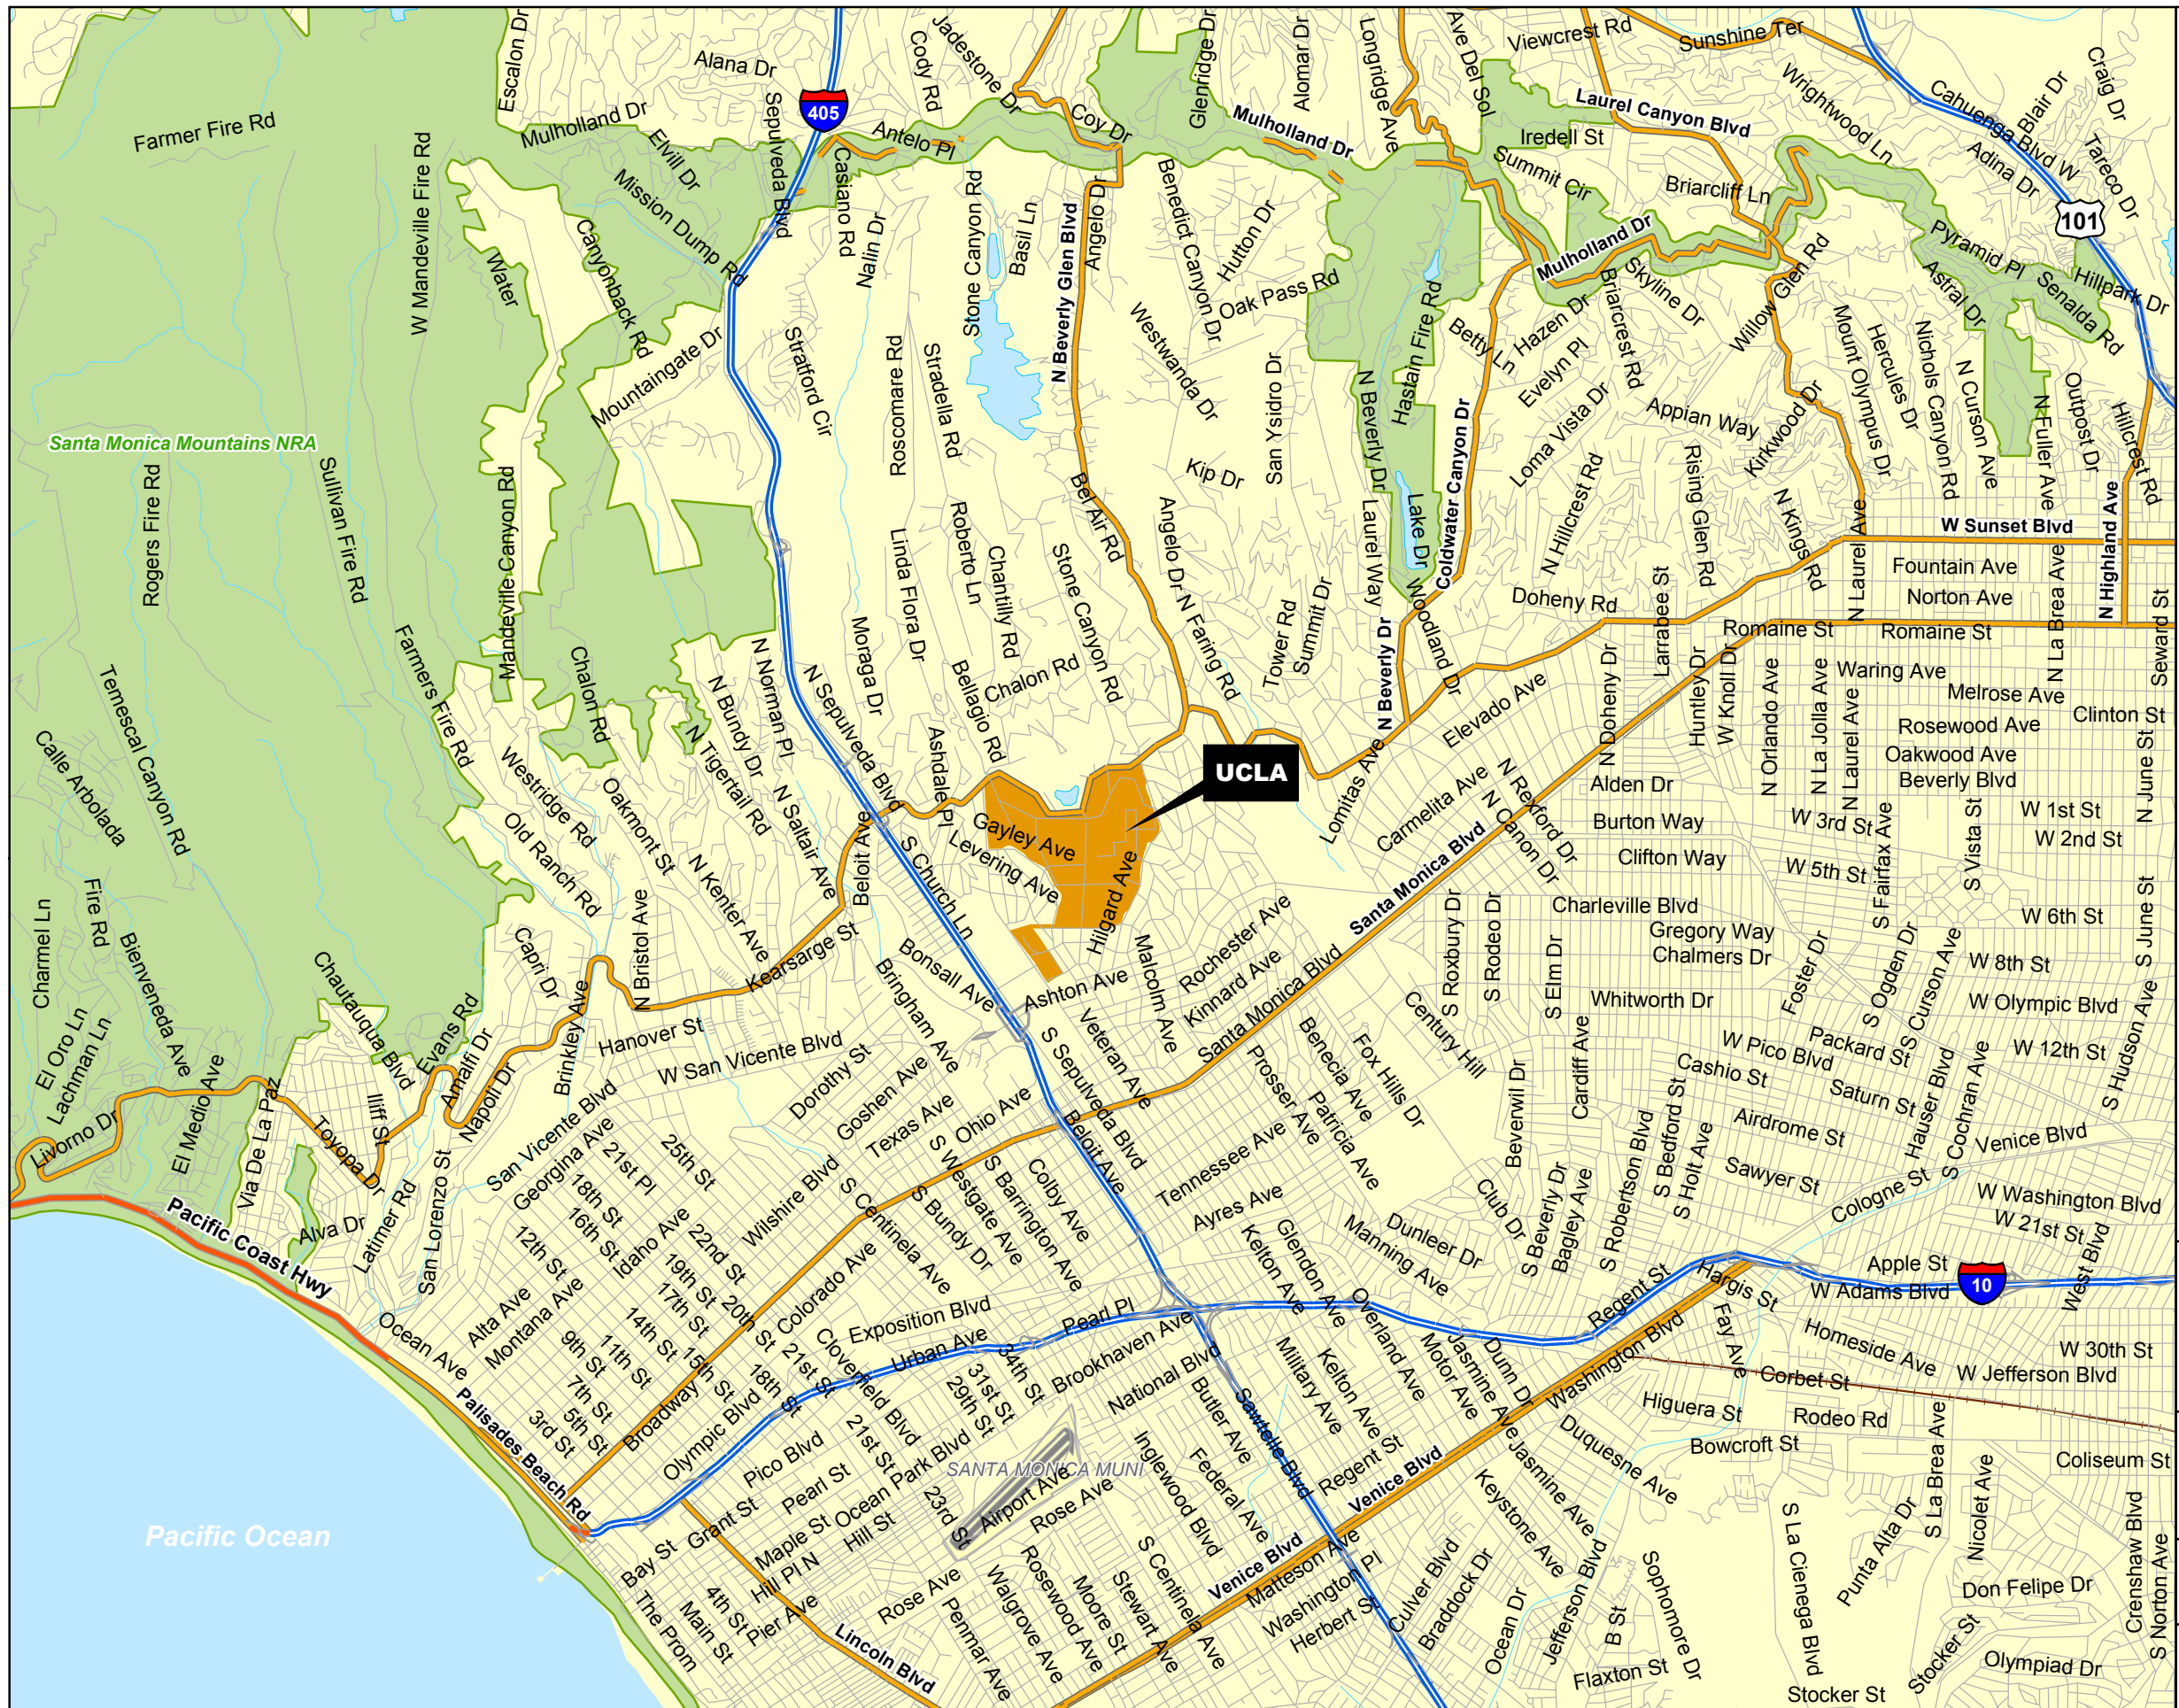 Escalon Dr
Alana Dr
Cody Rd
Jadestone Dr
Glenridge Dr
Alomar Dr
Longridge Ave
Ave Del Sol
Viewcrest Rd
Sunshine Ter
Wrightwood Ln
Cahuenga Blvd W
Blair Dr
Craig Dr
Tareco Dr
Adina Dr
101
Farmer Fire Rd
Mulholland Dr
Elvill Dr
Sepulveda Blvd
405
Antelo Pl
Coy Dr
Mulholland Dr
Laurel Canyon Blvd
Iredell St
Summit Cir
Briarcliff Ln
W Mandeville Fire Rd
Mission Dump Rd
Casiano Rd
Nalin Dr
Stone Canyon Rd
Basil Ln
N Beverly Glen Blvd
Angelo Dr
Benedict Canyon Dr
Hutton Dr
Oak Pass Rd
Mulholland Dr
Skyline Dr
Willow Glen Rd
Pyramid Pl
Astral Dr
Senalda Rd
Hillpark Dr
Water
Canyonback Rd
Mountaingate Dr
Stratford Cir
Roscomare Rd
Stradella Rd
Westwanda Dr
San Ysidro Dr
N Beverly Dr
Hastain Fire Rd
Betty Ln
Hazen Dr
Evelyn Pl
Briarcrest Rd
Loma Vista Dr
Appian Way
Kirkwood Dr
Mount Olympus Dr
Hercules Dr
Nichols Canyon Rd
N Curson Ave
N Fuller Ave
Outpost Dr
Hillcrest Rd
Santa Monica Mountains NRA
Rogers Fire Rd
Sullivan Fire Rd
Mandeville Canyon Rd
Linda Flora Dr
Roberto Ln
Chantilly Rd
Stone Canyon Rd
Bel Air Rd
Kip Dr
Angelo Dr
N Faring Rd
Laurel Way
Lake Dr
Coldwater Canyon Dr
N Hillcrest Rd
Rising Glen Rd
N Kings Rd
N Laurel Ave
W Sunset Blvd
N Highland Ave
Fountain Ave
Norton Ave
N La Brea Ave
Seward St
Doheny Rd
Larrabee St
Romaine St
Romaine St
Temescal Canyon Rd
Farmers Fire Rd
Chalon Rd
N Norman Pl
N Bundy Dr
N Tigertail Rd
N Sepulveda Blvd
Moraga Dr
Bellagio Rd
Chalon Rd
Tower Rd
Summit Dr
N Beverly Dr
Woodland Dr
Elevado Ave
N Doheny Dr
Huntley Dr
W Knoll Dr
N Orlando Ave
N La Jolla Ave
N Laurel Ave
Waring Ave
Melrose Ave
Clinton St
Rosewood Ave
Oakwood Ave
Beverly Blvd
N June St
Calle Arbolada
Westridge Rd
Oakmont St
Old Ranch Rd
N Saltair Ave
Ashdale Pl
UCLA
Lomitas Ave
Carmelita Ave
N Rexford Dr
N Canon Dr
Alden Dr
Burton Way
Clifton Way
W 3rd St
W 5th St
S Fairfax Ave
S Vista St
W 1st St
W 2nd St
W 6th St
S June St
Charmel Ln
Fire Rd
Bienveneda Ave
N Bristol Ave
N Kenter Ave
Beloit Ave
S Church Ln
Gayley Ave
Levering Ave
Hilgard Ave
Santa Monica Blvd
S Roxbury Dr
S Rodeo Dr
S Elm Dr
Charleville Blvd
Gregory Way
Chalmers Dr
Whitworth Dr
Foster Dr
S Ogden Dr
S Curson Ave
W 8th St
W Olympic Blvd
El Oro Ln
Lachman Ln
Chautauqua Blvd
Capri Dr
Kearsarge St
Bonsall Ave
Ashton Ave
Malcolm Ave
Rochester Ave
Kinnard Ave
Century Hill
Evans Rd
Brinkley Ave
Hanover St
W San Vicente Blvd
Bringham Ave
Veteran Ave
S Sepulveda Blvd
Santa Monica Blvd
Benecia Ave
Fox Hills Dr
Prosser Ave
Patricia Ave
Cardiff Ave
Beverwil Dr
W Pico Blvd
Packard St
Cashio St
Saturn St
Airdrome St
W 12th St
Hauser Blvd
S Cochran Ave
S Hudson Ave
Venice Blvd
Livorno Dr
El Medio Ave
Via De La Paz
Iliff St
Toyopa Dr
Amalfi Dr
Napoli Dr
San Vicente Blvd
Georgina Ave
Dorothy St
Goshen Ave
Texas Ave
Ohio Ave
Beloit Ave
Tennessee Ave
Ayres Ave
S Robertson Blvd
S Bedford St
S Holt Ave
Sawyer St
Cologne St
W Washington Blvd
W 21st St
West Blvd
Apple St
W Adams Blvd
10
Pacific Coast Hwy
Alva Dr
Latimer Rd
San Lorenzo St
21st Pl
25th St
18th St
16th St
12th St
Idaho Ave
22nd St
19th St
17th St
20th St
Wilshire Blvd
Colorado Ave
S Centinela Ave
S Bundy Dr
S Westgate Ave
S Barrington Ave
Colby Ave
Kelton Ave
Glendon Ave
Manning Ave
Dunleer Dr
Club Dr
S Beverly Dr
Bagley Ave
Regent St
Hargis St
Fay Ave
Homeside Ave
W 30th St
W Jefferson Blvd
Ocean Ave
Alta Ave
Montana Ave
14th St
11th St
9th St
7th St
5th St
3rd St
15th St
18th St
21st St
Cloverfield Blvd
Exposition Blvd
Urban Ave
Pearl Pl
34th St
31st St
29th St
Brookhaven Ave
National Blvd
Overland Ave
Military Ave
Kelton Ave
Motor Ave
Jasmine Ave
Dunn Dr
Washington Blvd
Corbet St
Higuera St
Rodeo Rd
Bowcroft St
Coliseum St
Palisades Beach Rd
Broadway
Olympic Blvd
Pico Blvd
Pearl St
Grant St
21st St
Ocean Park Blvd
SANTA MONICA MUNI
Airport Ave
23rd St
Rose Ave
Butler Ave
Federal Ave
Inglewood Blvd
Sawtelle Blvd
Regent St
Venice Blvd
Keystone Ave
Jasmine Ave
Duquesne Ave
S La Brea Ave
Nicolet Ave
Punta Alta Dr
S La Cienega Blvd
Crenshaw Blvd
S Norton Ave
Pacific Ocean
Bay St
Maple St
Hill St
Hill Pl N
Pier Ave
4th St
Main St
The Prom
Lincoln Blvd
Rose Ave
Penmar Ave
Walgrove Ave
Rosewood Ave
Moore St
Stewart Ave
S Centinela Ave
Venice Blvd
Matteson Ave
Washington Pl
Herbert St
Culver Blvd
Braddock Dr
Ocean Dr
Jefferson Blvd
B St
Sophomore Dr
Flaxton St
Don Felipe Dr
Stocker St
Olympiad Dr
Stocker St